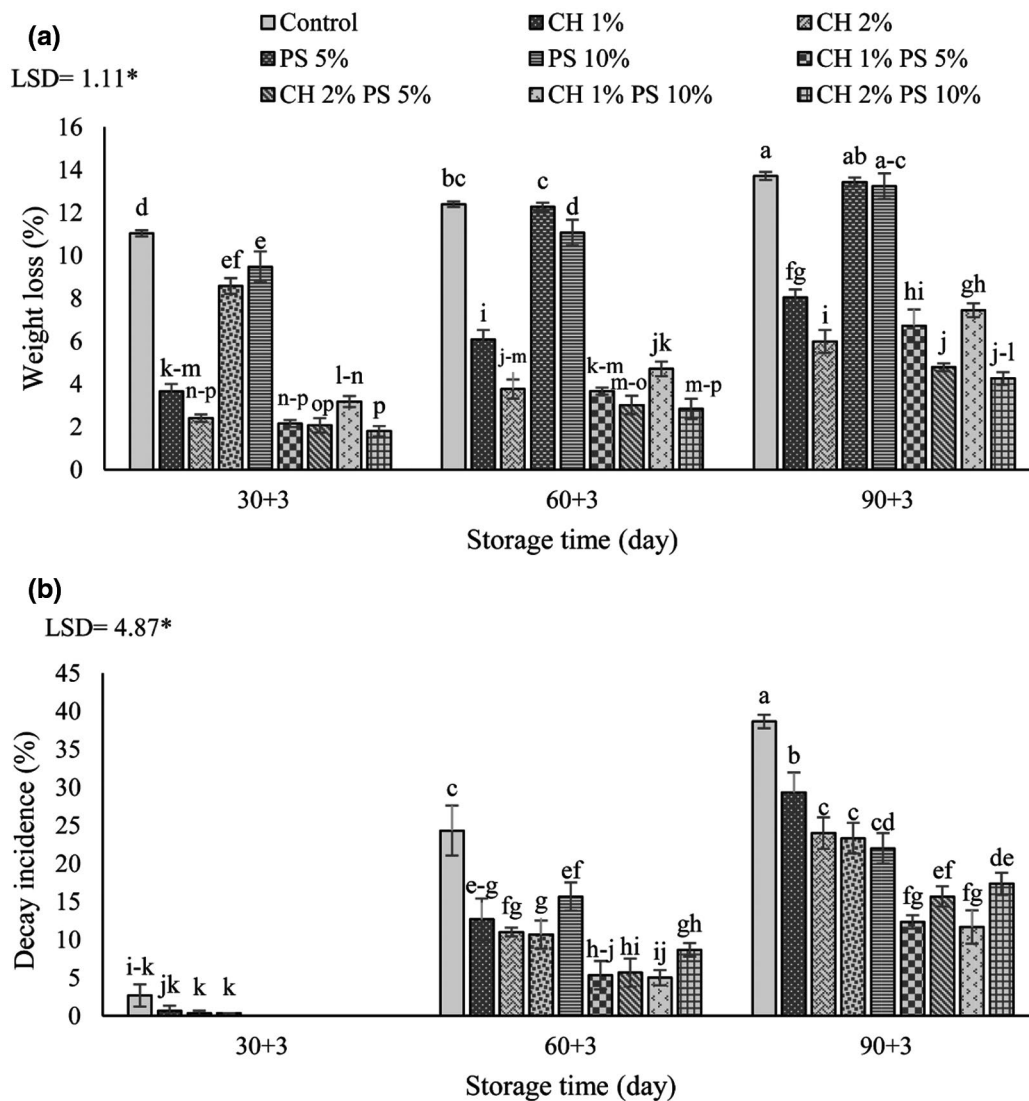 (a)
LSD= 1.11*
Control CH 1% CH 2%
PS 5% PS 10% CH 1% PS 5%
CH 2% PS 5% CH 1% PS 10% CH 2% PS 10%
Weight loss (%)
16
14
12
10
8
6
4
2
0
d k-m n-p ef e n-p op l-n p
bc i j-m c d k-m m-o jk m-p
a fg i ab a-c hi j gh j-l
30+3 60+3 90+3
Storage time (day)
(b)
LSD= 4.87*
Decay incidence (%)
45
40
35
30
25
20
15
10
5
0
i-k jk k k
c e-g fg g ef h-j hi ij gh
a b c c cd fg ef fg de
30+3 60+3 90+3
Storage time (day)